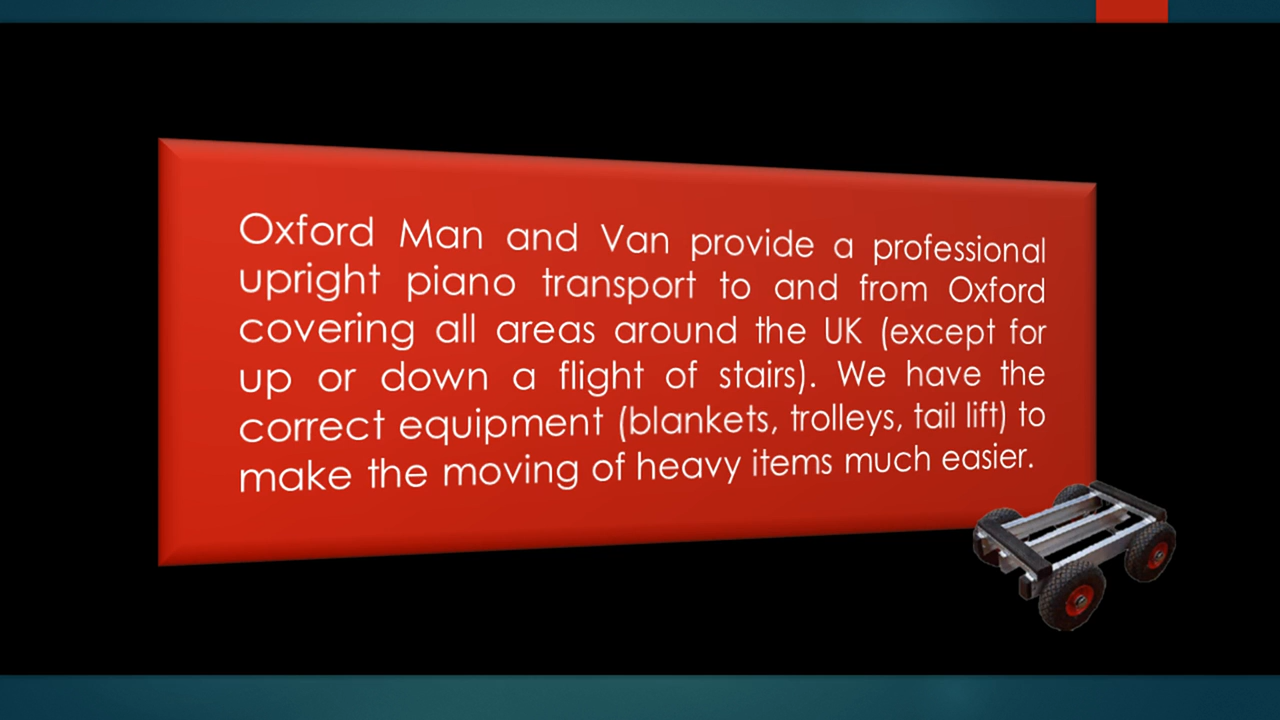 Oxford Man and Van provide a professional
upright piano transport to and from Oxford
covering all areas around the UK (except for
up or down a flight of stairs). We have the
correct equipment (blankets, trolleys, tail lift) to
make the moving of heavy items much easier.